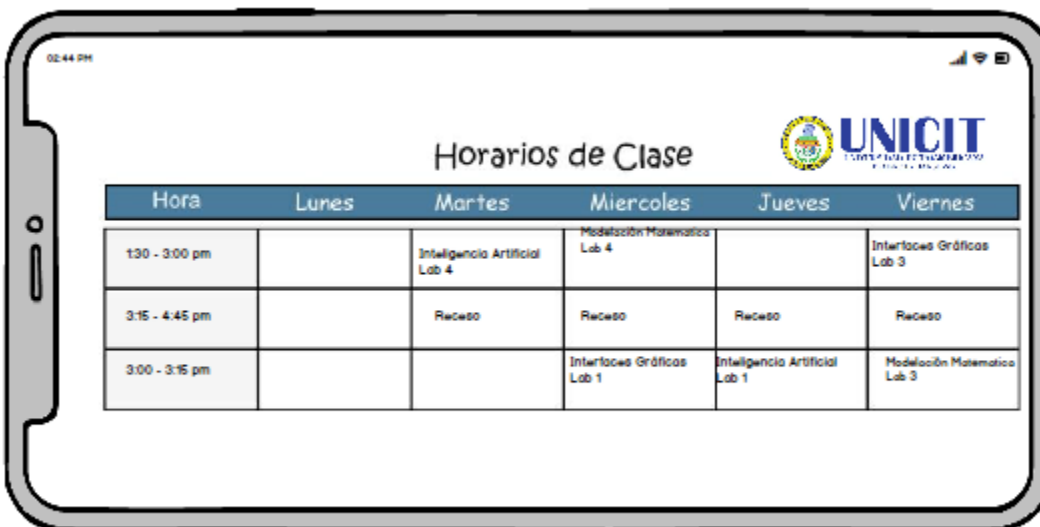 02:44 PM
UNICIT
Horarios de Clase
Hora Lunes Martes Miercoles Jueves Viernes
1:30 - 3:00 pm
Inteligencia Artificial
Lab 4
Modelación Matematica
Lab 4
Interfaces Gráficas
Lab 3
3:15 - 4:45 pm Receso Receso Receso Receso
3:00 - 3:15 pm
Interfaces Gráficas
Lab 1
Inteligencia Artificial
Lab 1
Modelación Matematica
Lab 3